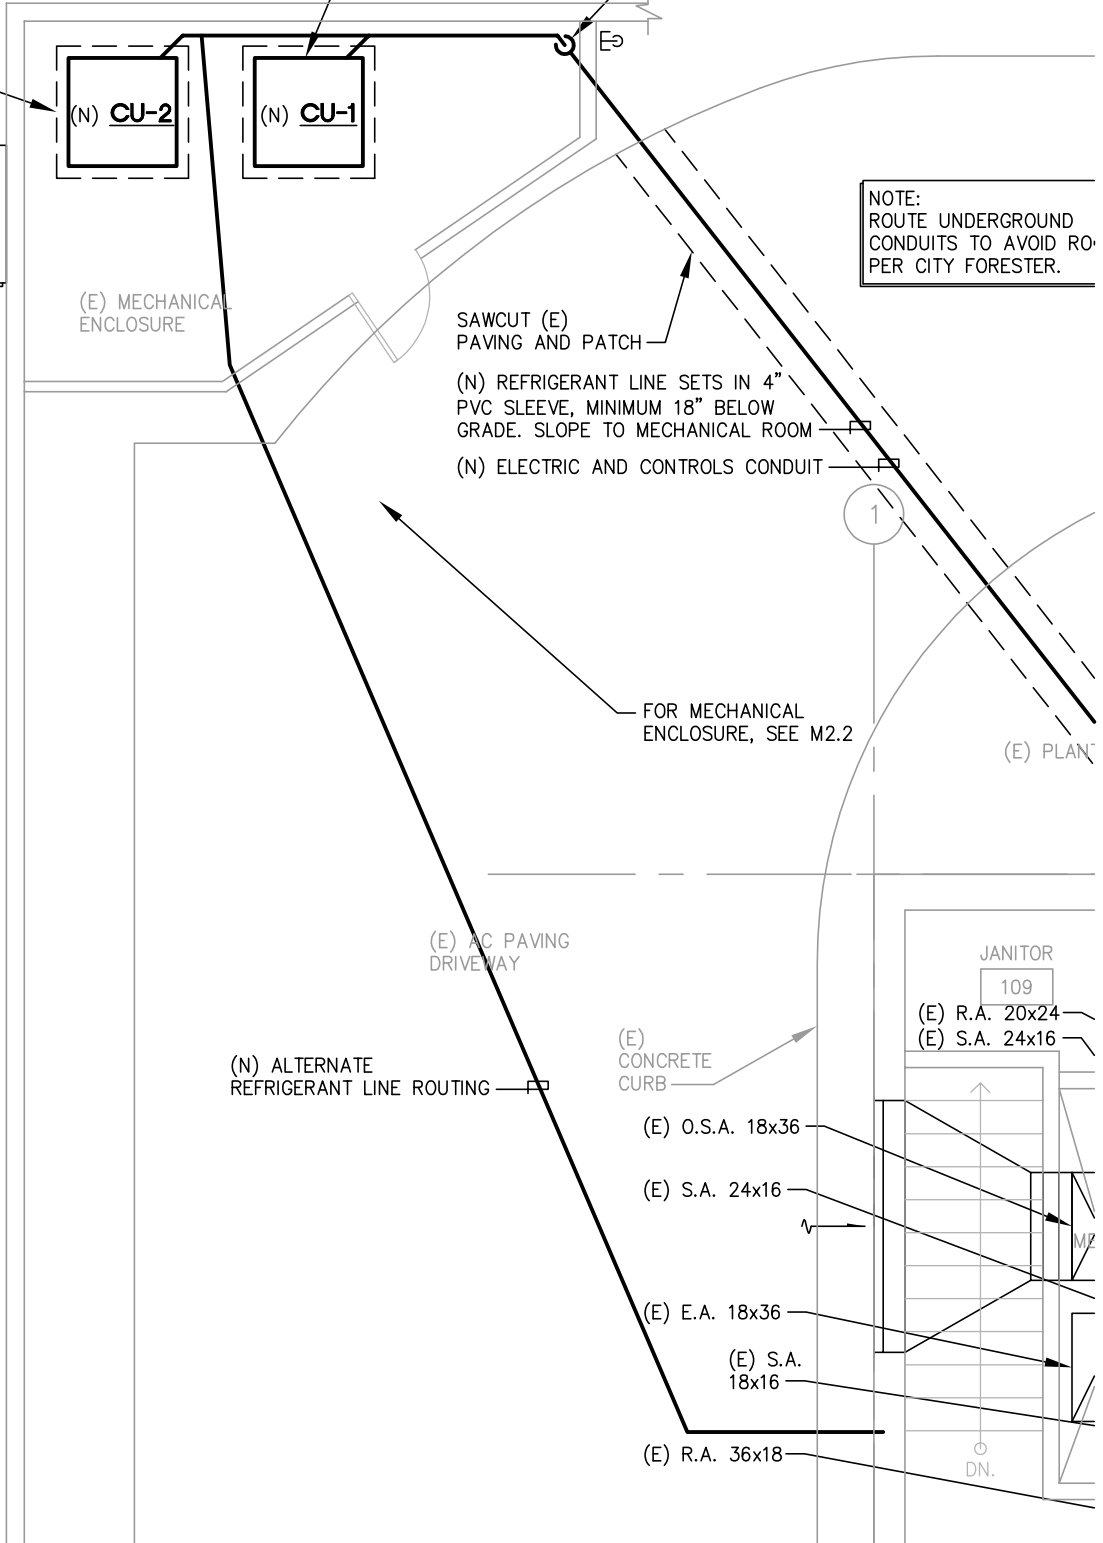 (N) CU-2
(N) CU-1
NOTE:
ROUTE UNDERGROUND
CONDUITS TO AVOID
PER CITY FORESTER.
(E) MECHANICAL
ENCLOSURE
SAWCUT (E)
PAVING AND PATCH
(N) REFRIGERANT LINE SETS IN 4”
PVC SLEEVE, MINIMUM 18” BELOW
GRADE. SLOPE TO MECHANICAL ROOM
(N) ELECTRIC AND CONTROLS CONDUIT
1
FOR MECHANICAL
ENCLOSURE, SEE M2.2
(E)
(E) AC PAVING
DRIVEWAY
JANITOR
109
(E) R.A. 20x24
(E) S.A. 24x16
(E)
CONCRETE
CURB
(N) ALTERNATE
REFRIGERANT LINE ROUTING
(E) O.S.A. 18x36
(E) S.A. 24x16
(E) E.A. 18x36
(E) S.A.
18x16
(E) R.A. 36x18
DN.